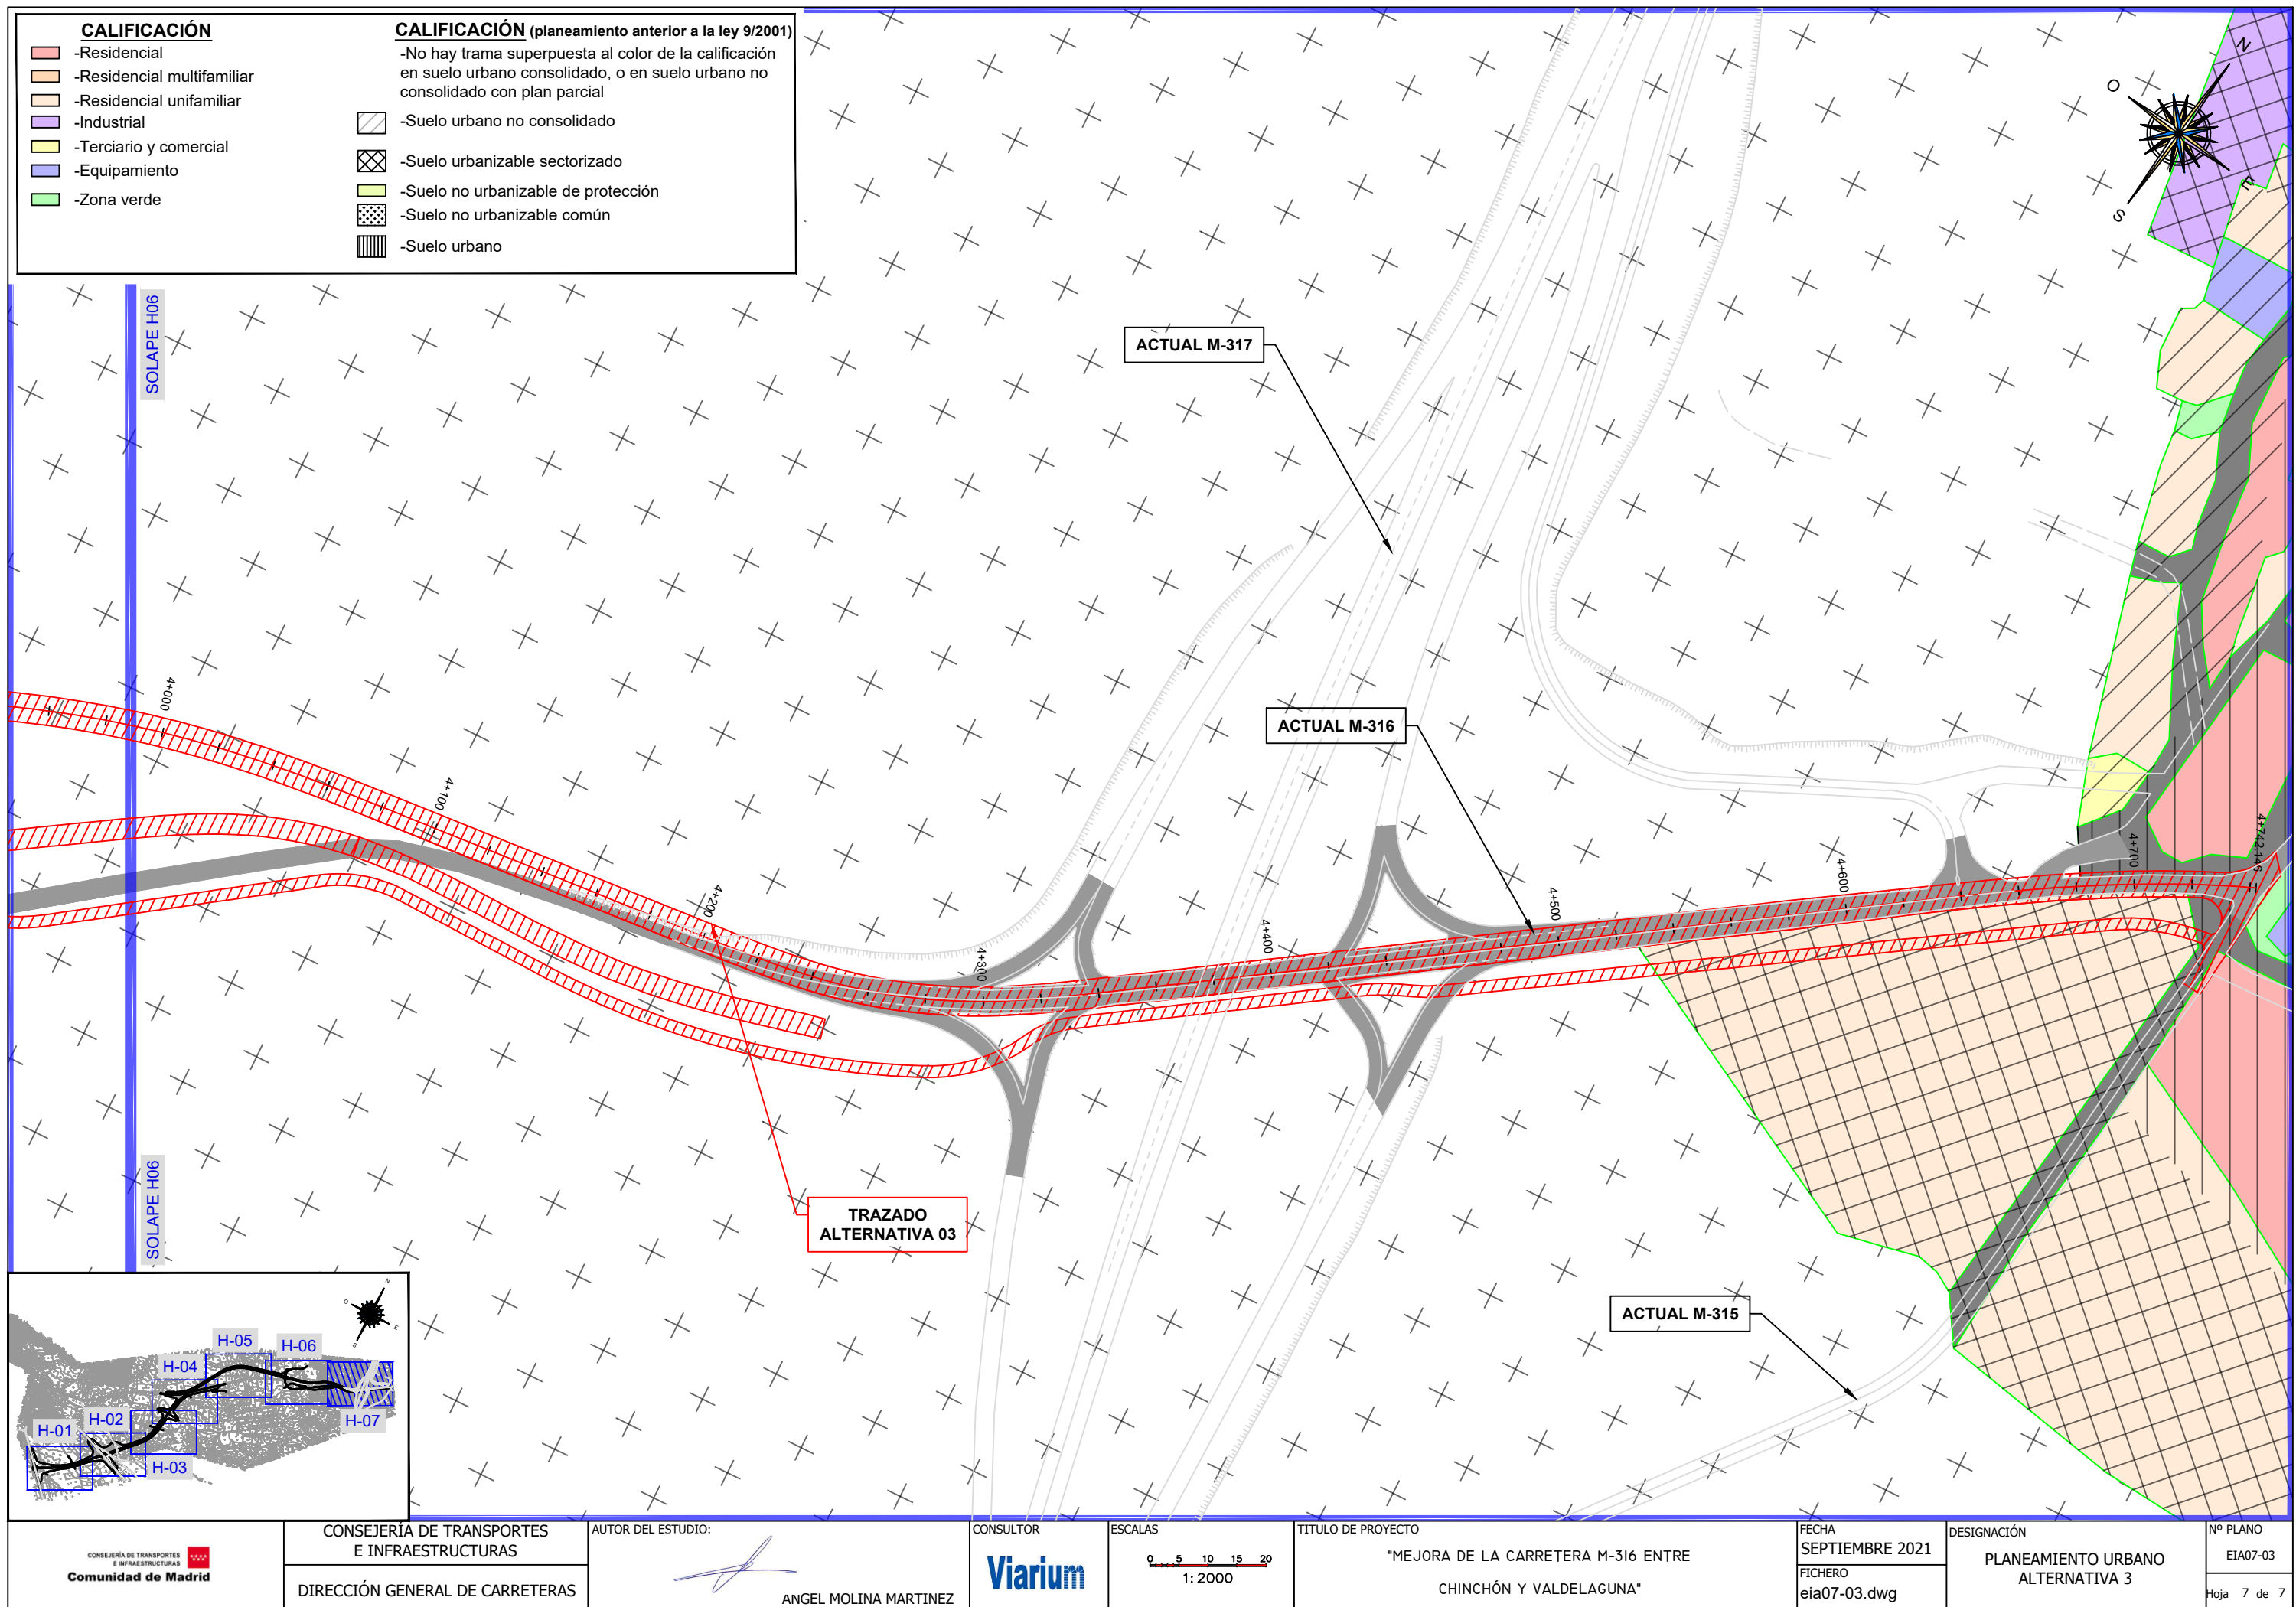 CALIFICACIÓN
-Residencial
-Residencial multifamiliar
-Residencial unifamiliar
-Industrial
-Terciario y comercial
-Equipamiento
-Zona verde
CALIFICACIÓN (planeamiento anterior a la ley 9/2001)
-No hay trama superpuesta al color de la calificación
en suelo urbano consolidado, o en suelo urbano no
consolidado con plan parcial
-Suelo urbano no consolidado
-Suelo urbanizable sectorizado
-Suelo no urbanizable de protección
-Suelo no urbanizable común
-Suelo urbano
N
O
E
S
SOLAPE H06
ACTUAL M-317
ACTUAL M-316
4+000
4+100
4+200
4+300
4+400
4+500
4+600
4+700
4+742.146
SOLAPE H06
TRAZADO
ALTERNATIVA 03
ACTUAL M-315
N
O
E
S
H-05
H-06
H-04
H-07
H-02
H-01
H-03
CONSEJERÍA DE TRANSPORTES
E INFRAESTRUCTURAS
Comunidad de Madrid
CONSEJERÍA DE TRANSPORTES
E INFRAESTRUCTURAS
DIRECCIÓN GENERAL DE CARRETERAS
AUTOR DEL ESTUDIO:
ANGEL MOLINA MARTINEZ
CONSULTOR
Viarium
ESCALAS
0 5 10 15 20
1:2000
TITULO DE PROYECTO
"MEJORA DE LA CARRETERA M-316 ENTRE
CHINCHÓN Y VALDELAGUNA"
FECHA
SEPTIEMBRE 2021
FICHERO
eia07-03.dwg
DESIGNACIÓN
PLANEAMIENTO URBANO
ALTERNATIVA 3
Nº PLANO
EIA07-03
Hoja 7 de 7